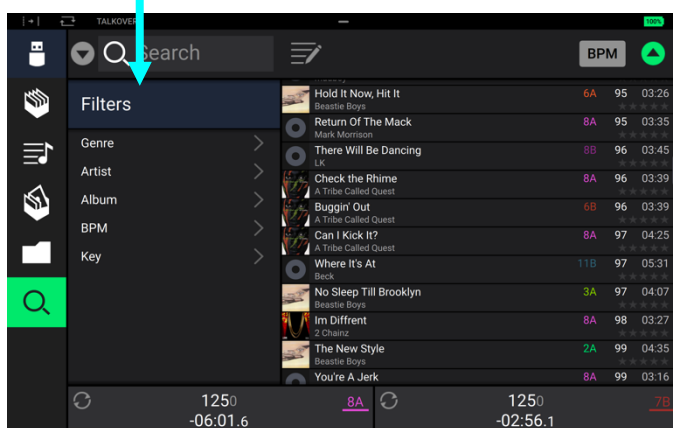 TALKOVER
100%
Search
BPM
Filters
Genre
Artist
Album
BPM
Key
Hold It Now, Hit It 6A 95 03:26
Beastie Boys
Return Of The Mack 8A 95 03:35
Mark Morrison
There Will Be Dancing 8B 96 03:45
LK
Check the Rhime 8A 96 03:39
A Tribe Called Quest
Buggin' Out 6B 96 03:39
A Tribe Called Quest
Can I Kick It? 8A 97 04:25
A Tribe Called Quest
Where It's At 11B 97 05:31
Beck
No Sleep Till Brooklyn 3A 97 04:07
Beastie Boys
Im Diffrent 8A 98 03:27
2 Chainz
The New Style 2A 99 04:35
Beastie Boys
You're A Jerk 8A 99 03:16
1250 8A
-06:01.6
1250 7B
-02:56.1